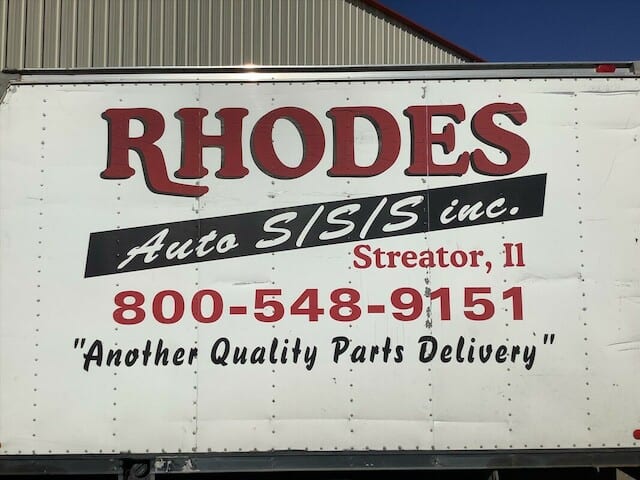 RHODES
Auto S/S/S inc.
Streator, Il
800-548-9151
"Another Quality Parts Delivery"